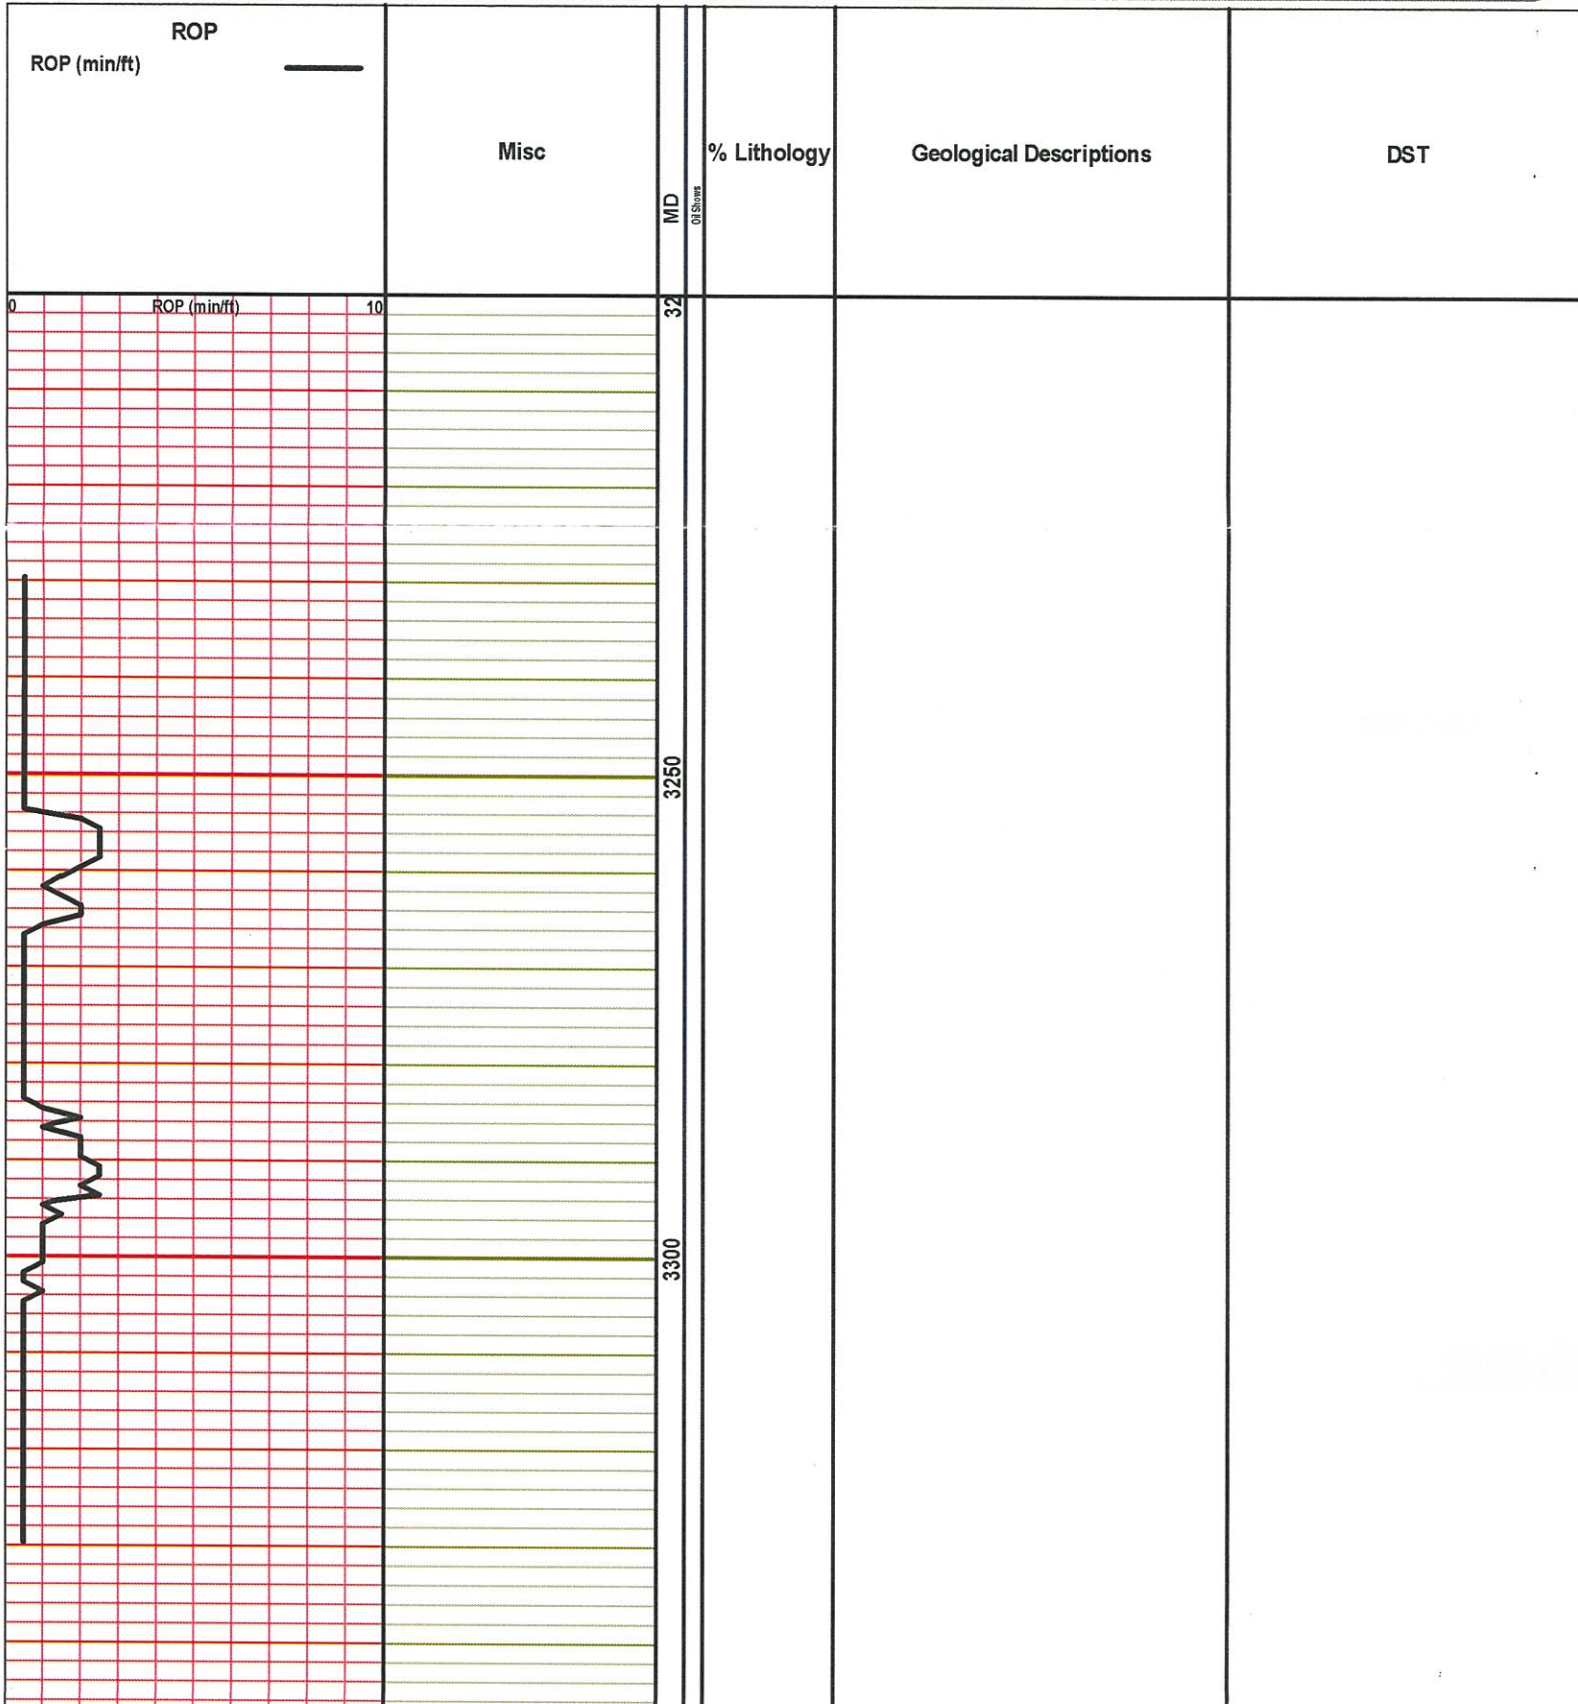 ROP
ROP (min/ft)
Misc
MD
Oil Shows
% Lithology
Geological Descriptions
DST
0 ROP (min/ft) 10
32
3250
3300